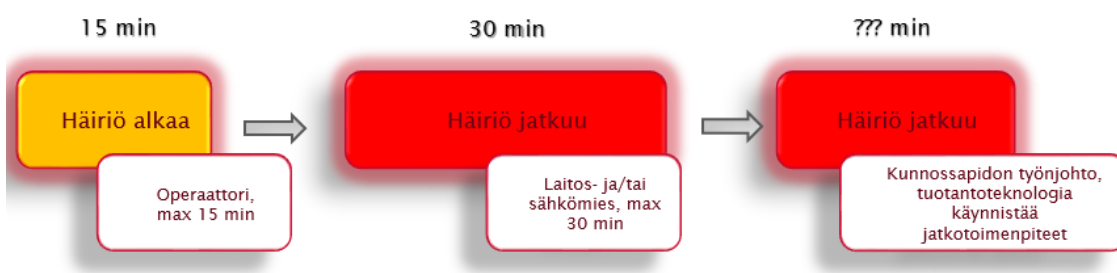 15 min
30 min
??? min
Häiriö alkaa
Häiriö jatkuu
Häiriö jatkuu
Operaattori,
max 15 min
Laitos- ja/tai
sähkömies, max
30 min
Kunnossapidon työnjohto,
tuotantoteknologia
käynnistää
jatkotoimenpiteet